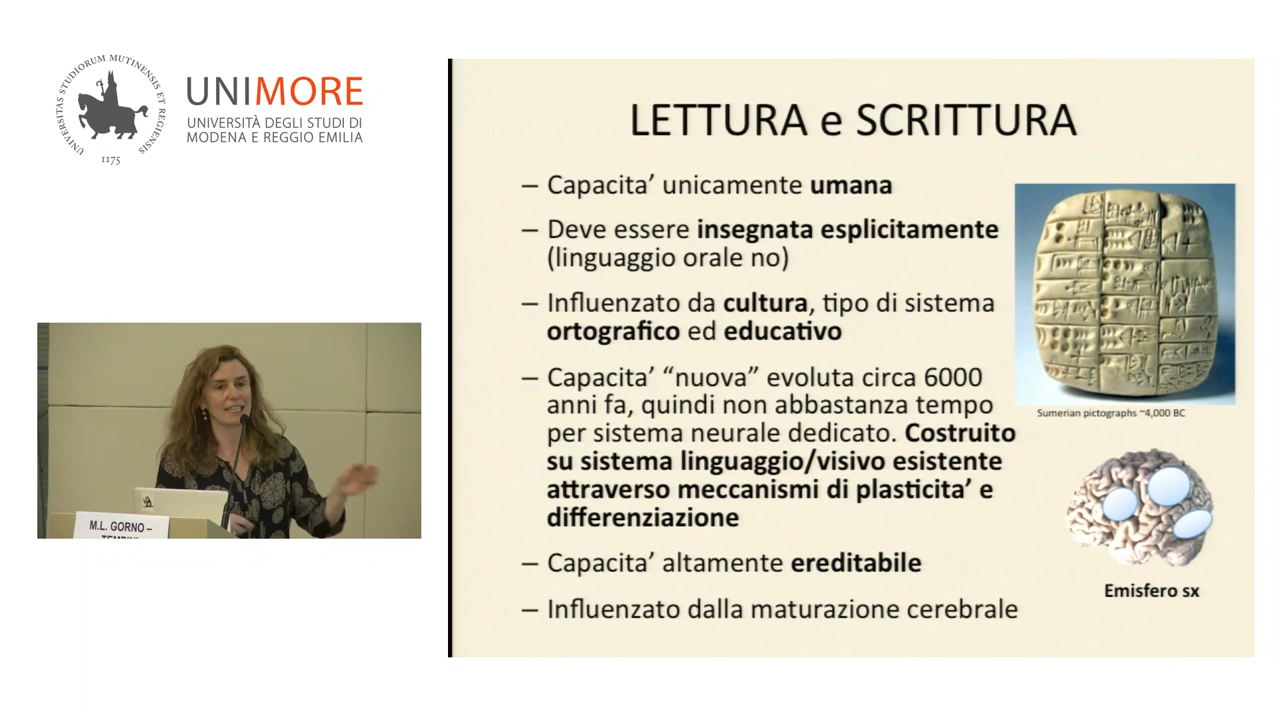 UNIVERSITAS STUDIORUM MUTINENSIS ET REGIENSIS
1175
UNIMORE
UNIVERSITÀ DEGLI STUDI DI
MODENA E REGGIO EMILIA
M.L. GORNO –
LETTURA e SCRITTURA
– Capacita’ unicamente umana
– Deve essere insegnata esplicitamente
(linguaggio orale no)
– Influenzato da cultura, tipo di sistema
ortografico ed educativo
– Capacita’ “nuova” evoluta circa 6000
anni fa, quindi non abbastanza tempo
per sistema neurale dedicato. Costruito
su sistema linguaggio/visivo esistente
attraverso meccanismi di plasticita’ e
differenziazione
– Capacita’ altamente ereditabile
– Influenzato dalla maturazione cerebrale
Sumerian pictographs ~4,000 BC
Emisfero sx